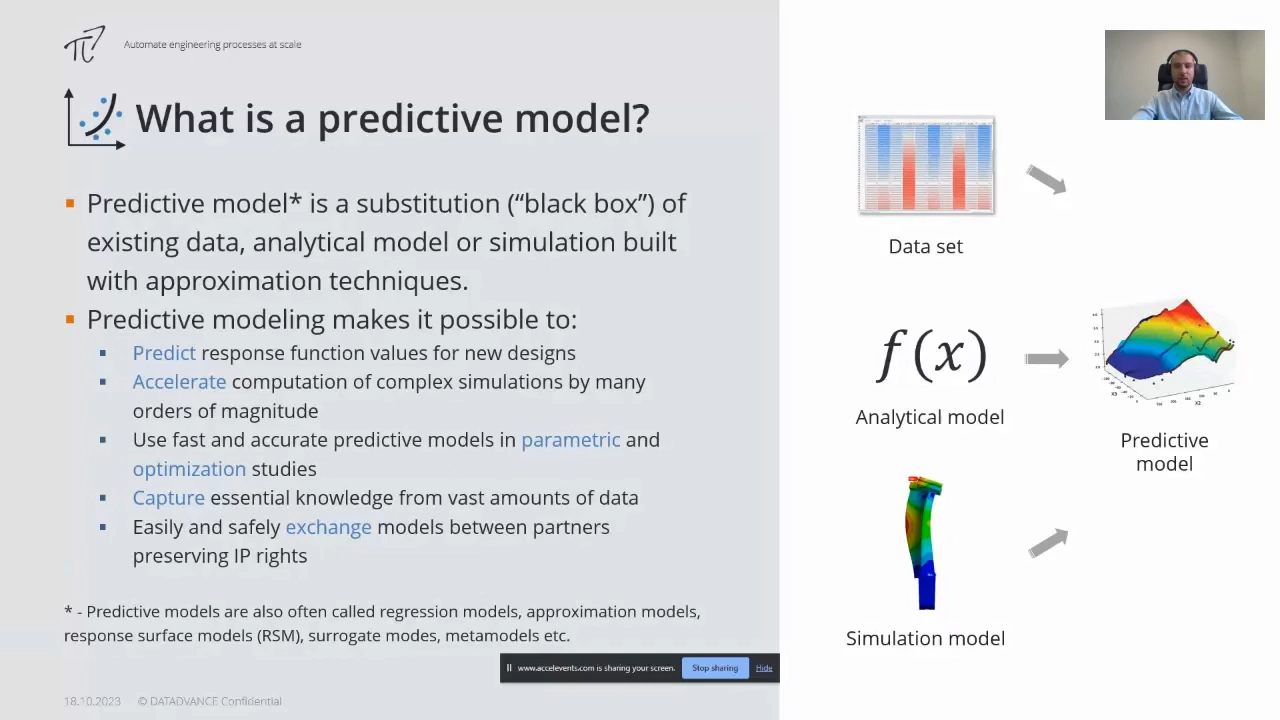 Automate engineering processes at scale
What is a predictive model?
Predictive model* is a substitution (“black box”) of
existing data, analytical model or simulation built
with approximation techniques.
Predictive modeling makes it possible to:
Predict response function values for new designs
Accelerate computation of complex simulations by many
orders of magnitude
Use fast and accurate predictive models in parametric and
optimization studies
Capture essential knowledge from vast amounts of data
Easily and safely exchange models between partners
preserving IP rights
* - Predictive models are also often called regression models, approximation models,
response surface models (RSM), surrogate modes, metamodels etc.
www.accelevents.com is sharing your screen. Stop sharing Hide
18.10.2023 © DATADVANCE Confidential
Data set
f(x)
Analytical model
Predictive
model
Simulation model